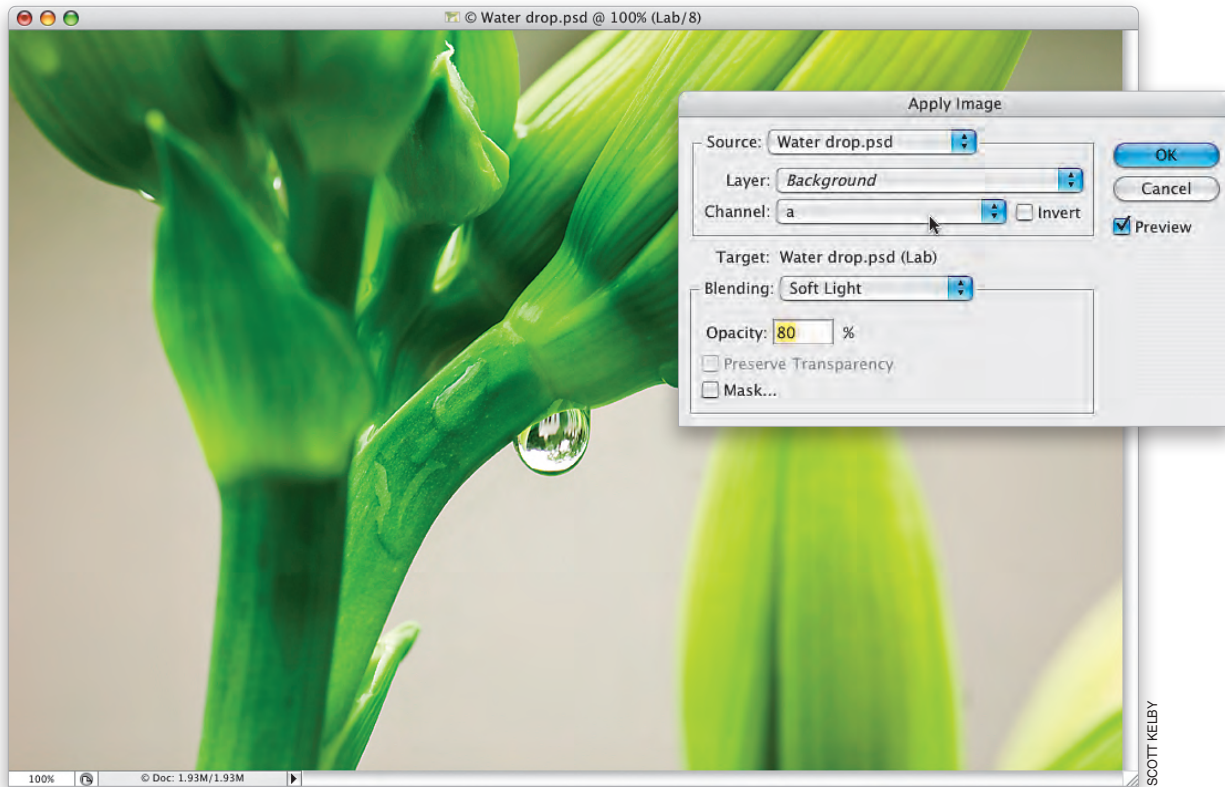 © Water drop.psd @ 100% (Lab/8)
Apply Image
Source: Water drop.psd
OK
Layer: Background
Cancel
Channel: a
Invert
Preview
Target: Water drop.psd (Lab)
Blending: Soft Light
Opacity: 80 %
Preserve Transparency
Mask...
SCOTT KELBY
100%
© Doc: 1.93M/1.93M